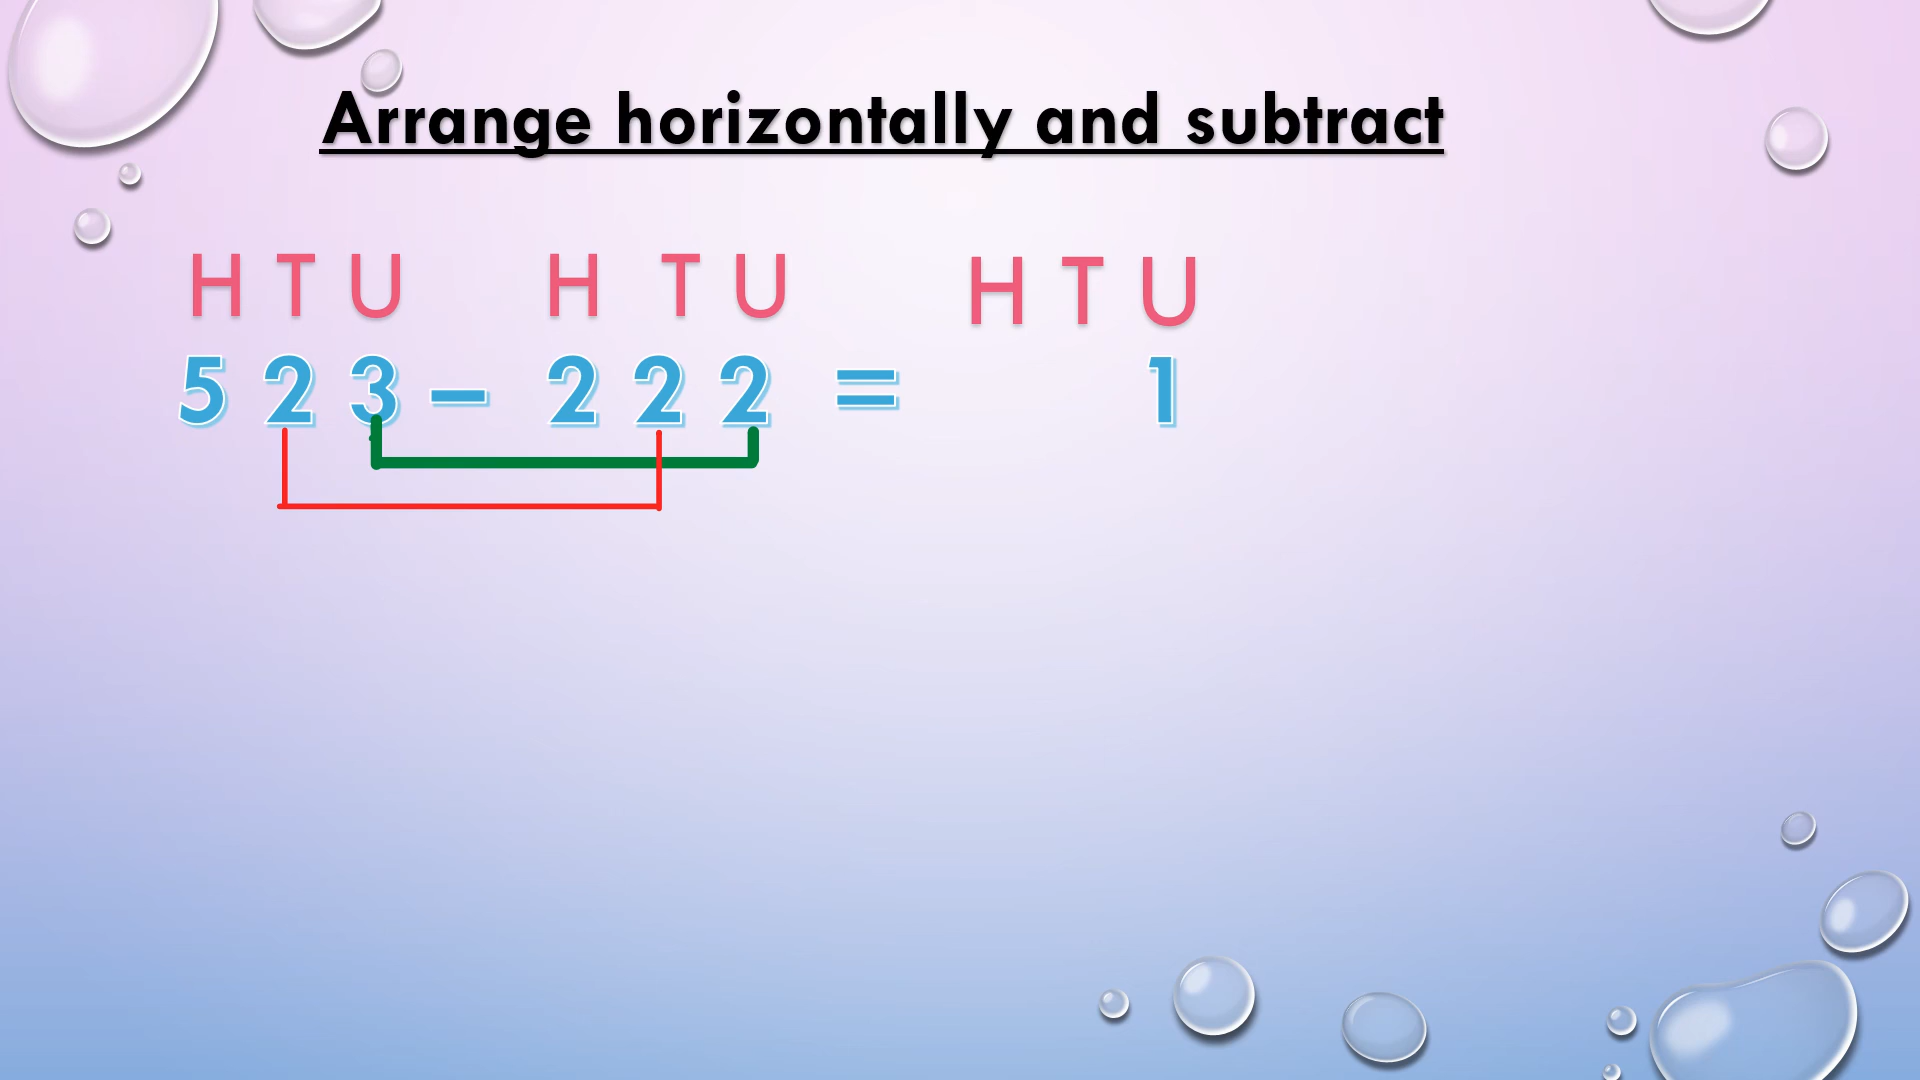 Arrange horizontally and subtract
H T U H T U H T U
5 2 3 – 2 2 2 = 1